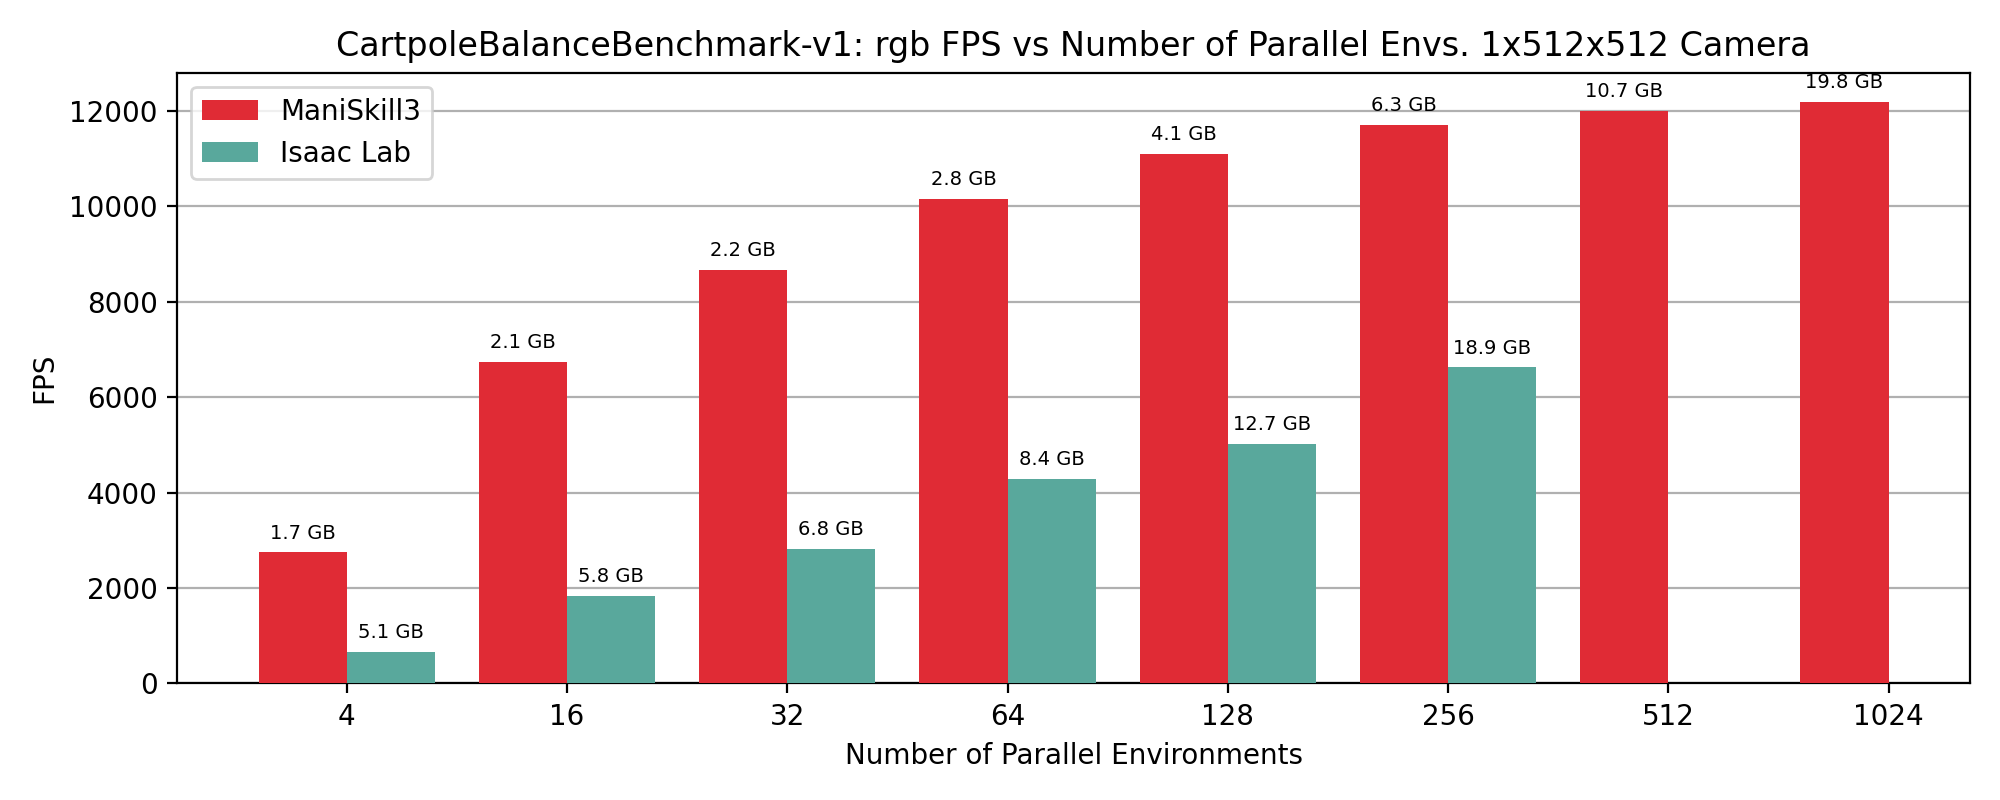 CartpoleBalanceBenchmark-v1: rgb FPS vs Number of Parallel Envs. 1x512x512 Camera
ManiSkill3
Isaac Lab
FPS
12000
10000
8000
6000
4000
2000
0
1.7 GB
5.1 GB
2.1 GB
5.8 GB
2.2 GB
6.8 GB
2.8 GB
8.4 GB
4.1 GB
12.7 GB
6.3 GB
18.9 GB
10.7 GB
19.8 GB
4 16 32 64 128 256 512 1024
Number of Parallel Environments